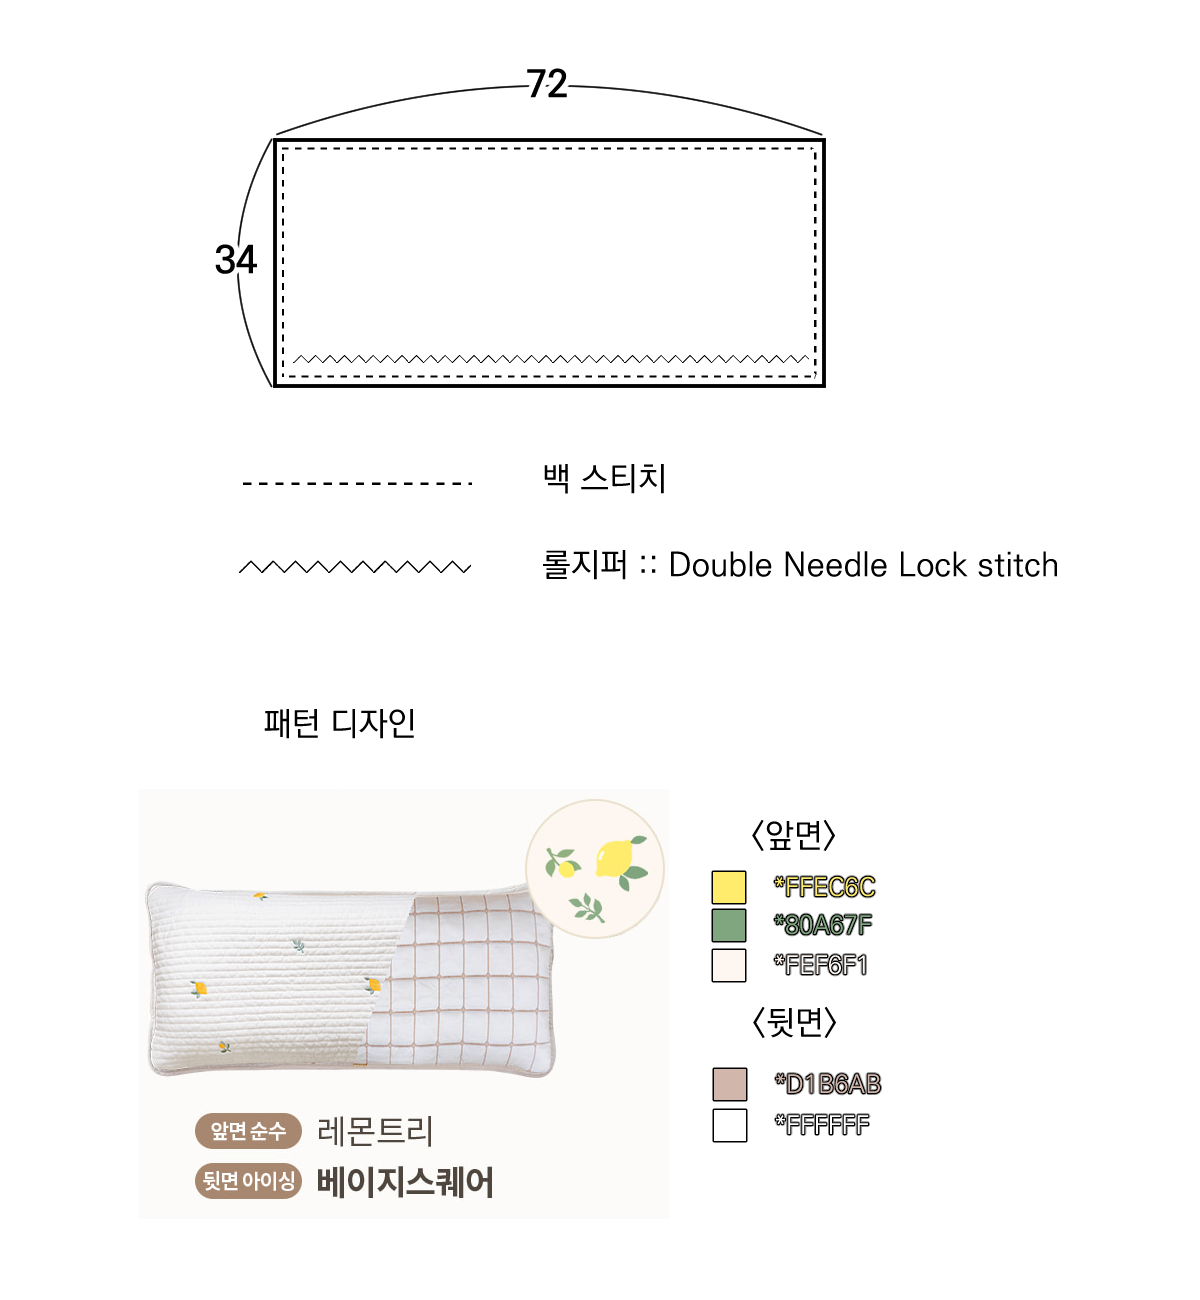 72
34
백 스티치
롤지퍼 :: Double Needle Lock stitch
패턴 디자인
<앞면>
*FFEC6C
*80A67F
*FEF6F1
<뒷면>
*D1B6AB
*FFFFFF
앞면 순수 레몬트리
뒷면 아이싱 베이지스퀘어